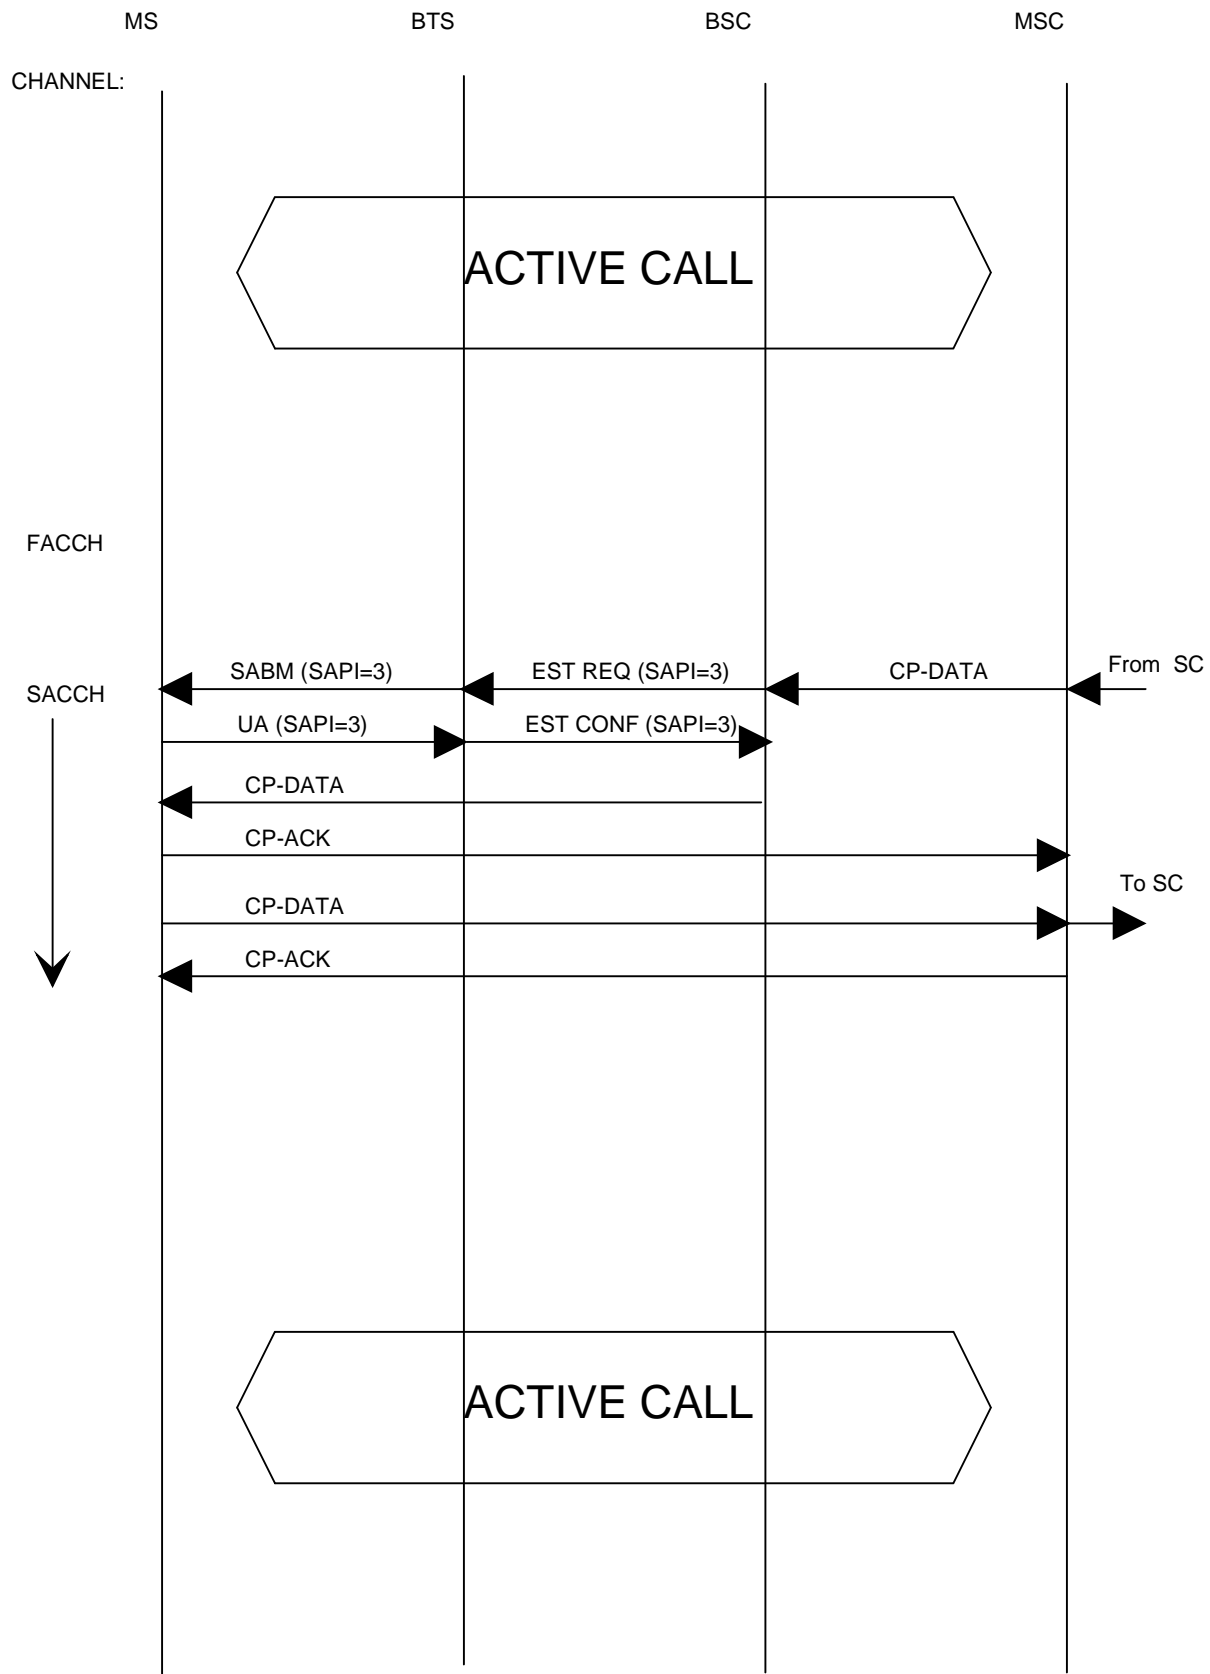 MS BTS BSC MSC
CHANNEL:
ACTIVE CALL
FACCH
SACCH
SABM (SAPI=3) EST REQ (SAPI=3) CP-DATA From SC
UA (SAPI=3) EST CONF (SAPI=3)
CP-DATA
CP-ACK
To SC
CP-DATA
CP-ACK
ACTIVE CALL